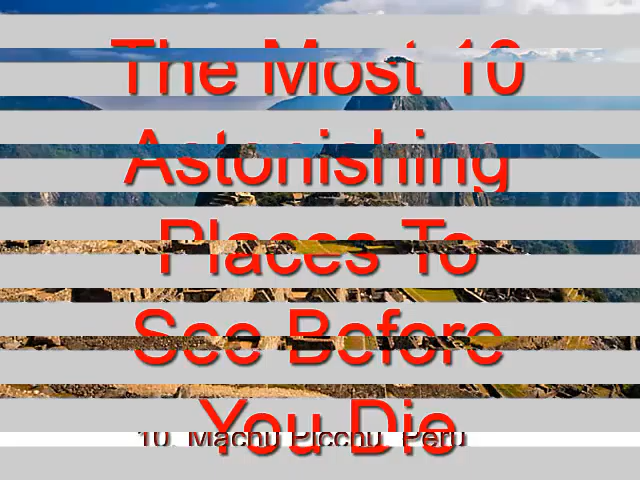 The Most 10
Astonishing
Places To
See Before
You Die
10. Machu Picchu, Peru